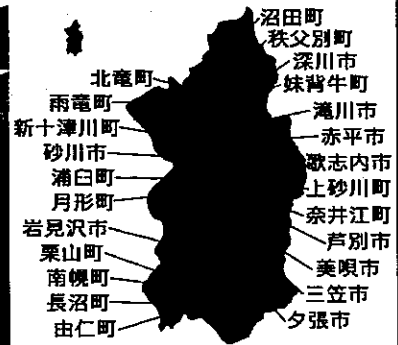 沼田町
秩父別町
深川市
妹背牛町
北竜町
雨竜町
滝川市
新十津川町
赤平市
砂川市
歌志内市
浦臼町
上砂川町
月形町
奈井江町
岩見沢市
芦別市
栗山町
美唄市
南幌町
三笠市
長沼町
夕張市
由仁町